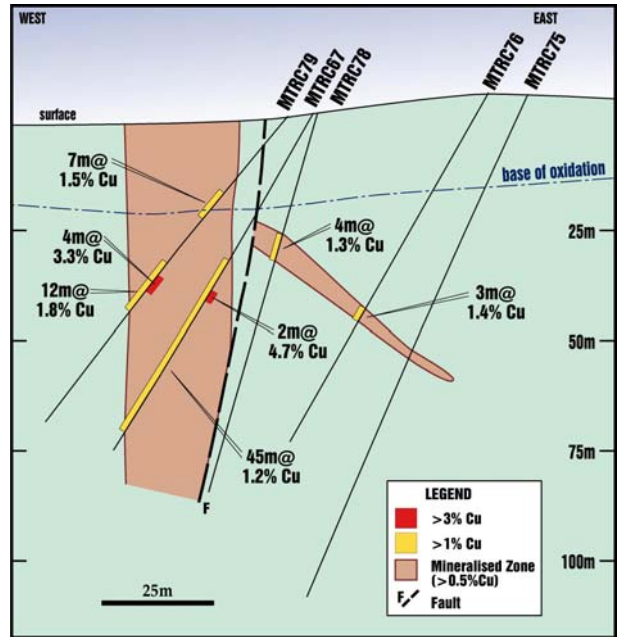 WEST
EAST
MTRC79
MTRC67
MTRC78
MTRC76
MTRC75
surface
7m@
1.5% Cu
base of oxidation
4m@
3.3% Cu
12m@
1.8% Cu
4m@
1.3% Cu
25m
3m@
1.4% Cu
2m@
4.7% Cu
50m
45m@
1.2% Cu
75m
F
LEGEND
>3% Cu
>1% Cu
Mineralised Zone
(>0.5%Cu)
F Fault
100m
25m